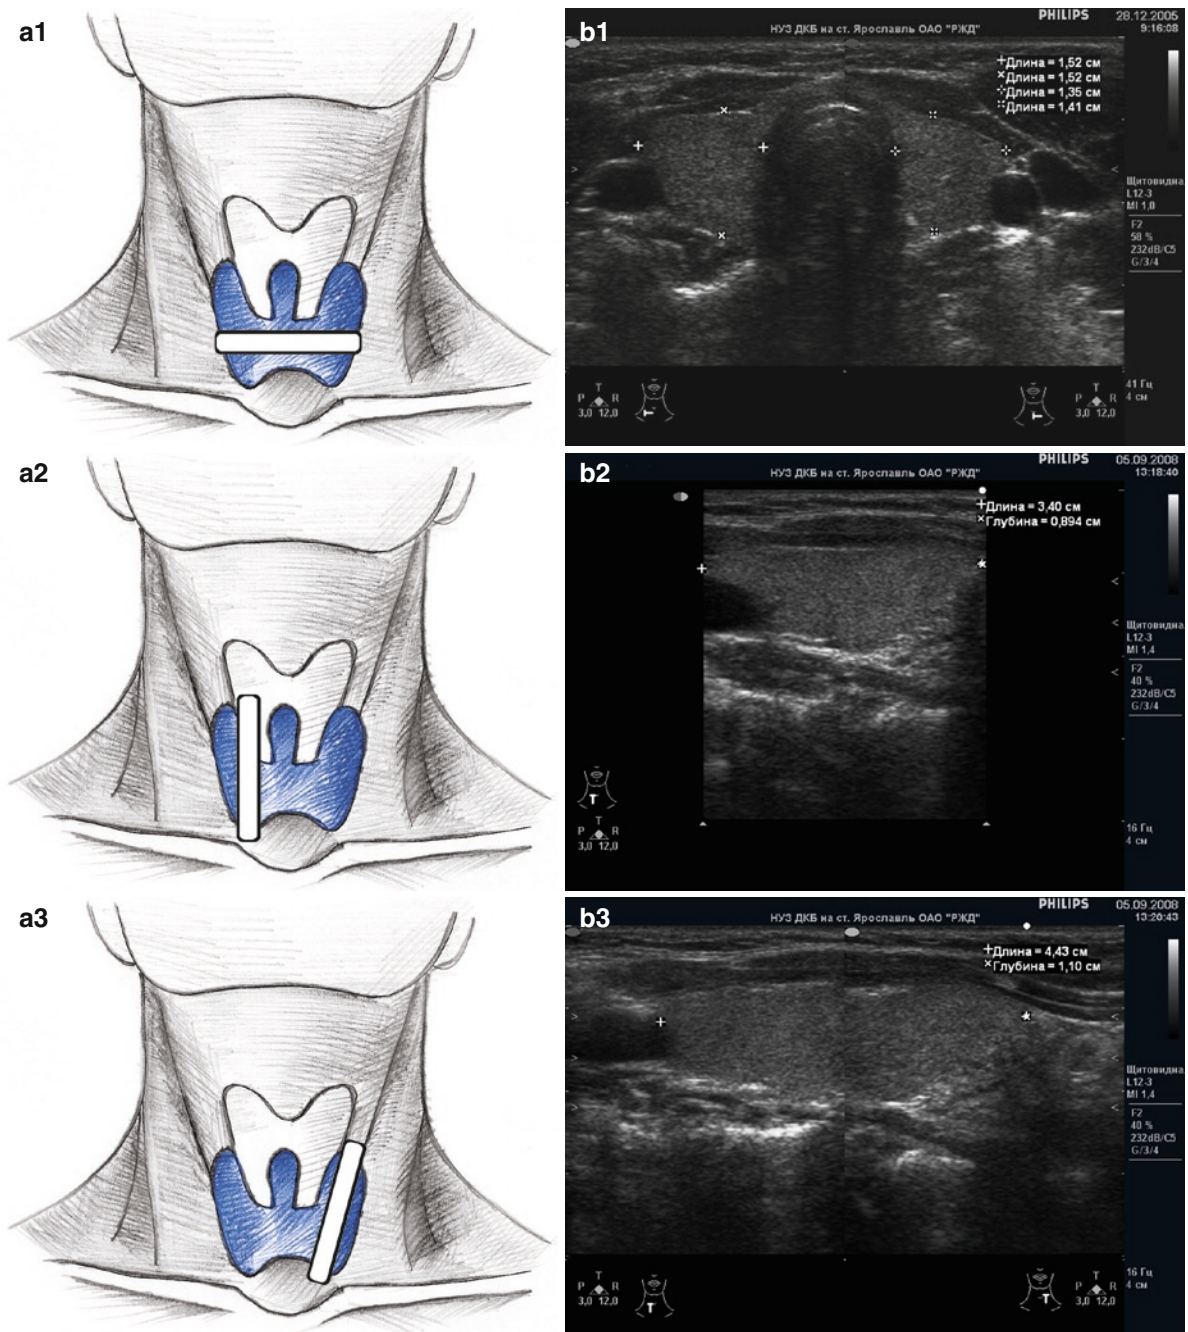 a1
b1
PHILIPS 28.12.2005
НУЗ ДКБ на ст. Ярославль ОАО "РЖД" 9:16:08
+Длина = 1,52 см
×Длина = 1,52 см
Длина = 1,35 см
Длина = 1,41 см
Щитовидна
L12-3
MI 1,0
F2
58 %
232dB/C5
G/3/4
41 Гц
4 см
T
P R
3,0 12,0
T
P R
3,0 12,0
a2
b2
PHILIPS 05.09.2008
НУЗ ДКБ на ст. Ярославль ОАО "РЖД" 13:18:40
+Длина = 3,40 см
×Глубина = 0,894 см
Щитовидна
L12-3
MI 1,4
F2
40 %
232dB/C5
G/3/4
T
P R
3,0 12,0
16 Гц
4 см
a3
b3
PHILIPS 05.09.2008
НУЗ ДКБ на ст. Ярославль ОАО "РЖД" 13:20:43
+Длина = 4,43 см
×Глубина = 1,10 см
Щитовидна
L12-3
MI 1,4
F2
40 %
232dB/C5
G/3/4
16 Гц
4 см
T
P R
3,0 12,0
T
P R
3,0 12,0